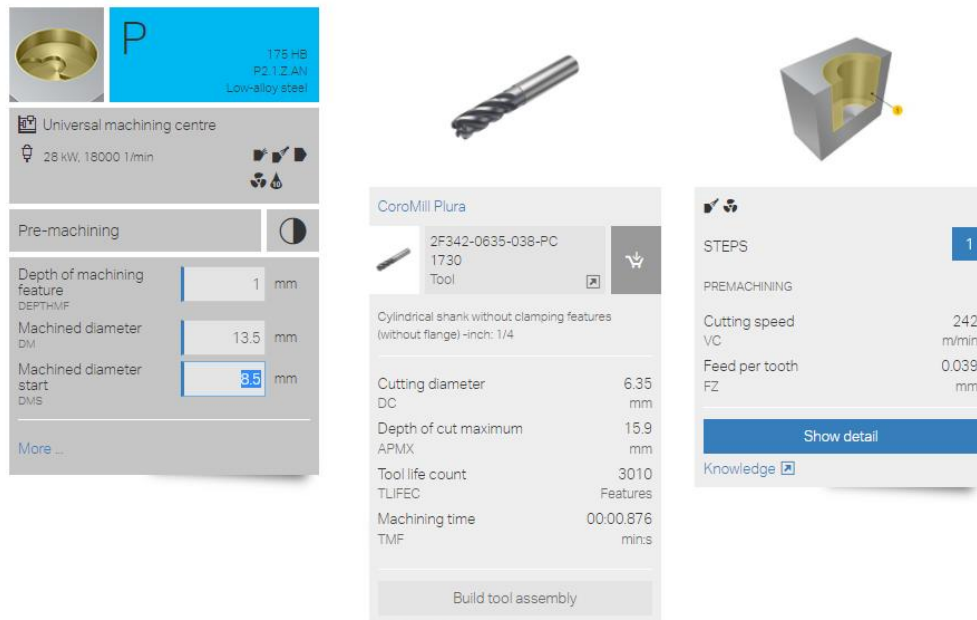 P
175 HB
P2.1.Z.AN
Low-alloy steel
Universal machining centre
28 kW, 18000 1/min
10
Pre-machining
Depth of machining
feature
DEPTHMF
1 mm
Machined diameter
DM
13.5 mm
Machined diameter
start
DMS
8.5 mm
More ...
CoroMill Plura
2F342-0635-038-PC
1730
Tool
Cylindrical shank without clamping features
(without flange) -inch: 1/4
Cutting diameter 6.35
DC mm
Depth of cut maximum 15.9
APMX mm
Tool life count 3010
TLIFEC Features
Machining time 00:00.876
TMF min:s
Build tool assembly
1
STEPS 1
PREMACHINING
Cutting speed 242
VC m/min
Feed per tooth 0.039
FZ mm
Show detail
Knowledge